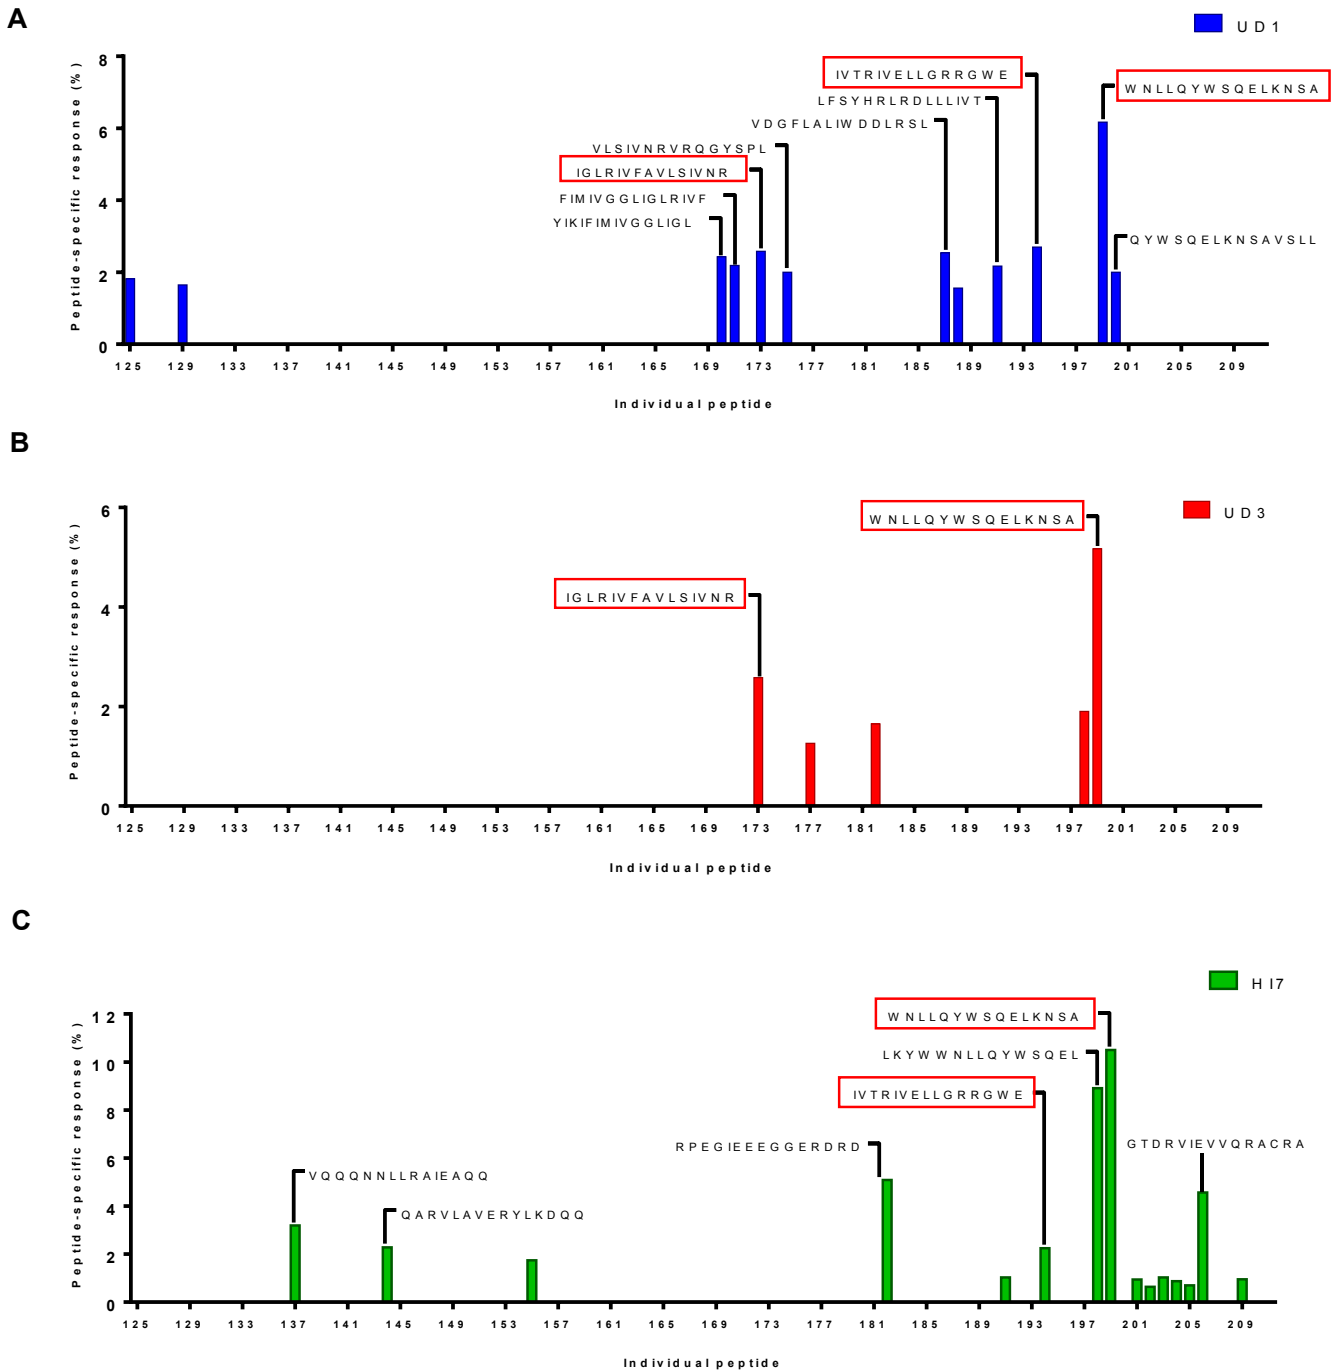 A
UD1
8
6
4
2
0
Peptide-specific response (%)
IVTRIVELLGRRGWE
WNLLQYWSQELKNSA
LFSYHRLRDLLLIVT
VDGFLALIWDDLRSL
VLSIVNRVRQGYSPL
IGLRIVFAVLSIVNR
FIMIVGGLIGLRIVF
YIKIFIMIVGGLIGL
QYWSQELKNSAVSLL
125 129 133 137 141 145 149 153 157 161 165 169 173 177 181 185 189 193 197 201 205 209
Individual peptide
B
UD3
6
4
2
0
Peptide-specific response (%)
WNLLQYWSQELKNSA
IGLRIVFAVLSIVNR
125 129 133 137 141 145 149 153 157 161 165 169 173 177 181 185 189 193 197 201 205 209
Individual peptide
C
HI7
12
10
8
6
4
2
0
Peptide-specific response (%)
WNLLQYWSQELKNSA
LKYWWNLLQYWSQEL
IVTRIVELLGRRGWE
RPEGIEEEGGERDRD
GTDRVIEVVQRACRA
VQQQNNLLRAIEAQQ
QARVLAVERYLKDQQ
125 129 133 137 141 145 149 153 157 161 165 169 173 177 181 185 189 193 197 201 205 209
Individual peptide